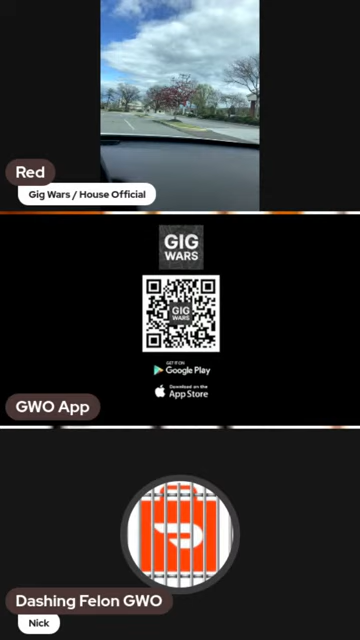 Red
Gig Wars / House Official
GIG
WARS
GIG
WARS
GET IT ON
Google Play
Download on the
App Store
GWO App
Dashing Felon GWO
Nick